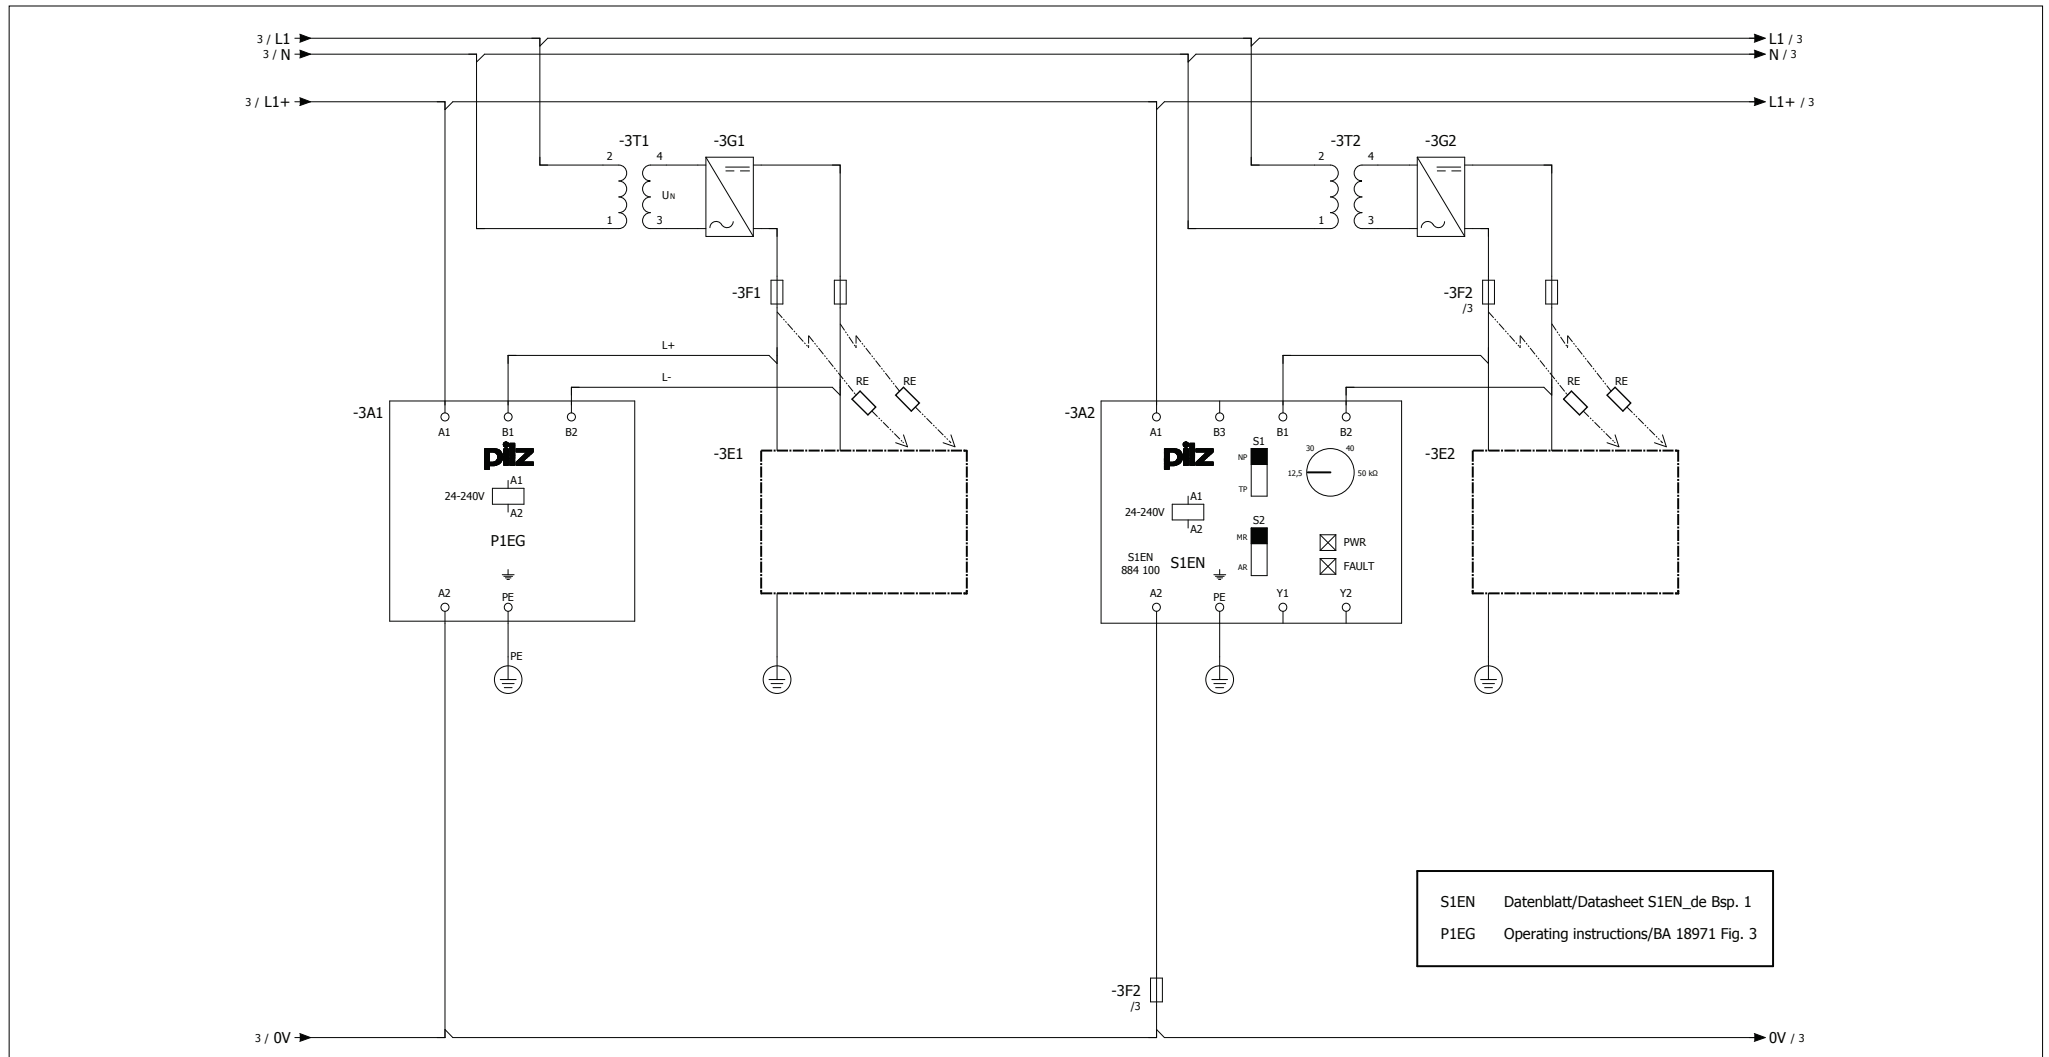 3 / L1
L1 / 3
3 / N
N / 3
3 / L1+
L1+ / 3
-3T1
-3G1
2
4
UN
1
3
-3T2
-3G2
2
4
1
3
-3F1
-3F2
/3
L+
L-
RE
RE
RE
RE
-3A1
A1
B1
B2
pilz
24-240V
A1
A2
P1EG
A2
PE
PE
-3E1
-3A2
A1
B3
B1
B2
pilz
S1
NP
TP
30
40
12,5
50 kΩ
24-240V
A1
A2
S2
MR
AR
PWR
FAULT
S1EN
884 100
S1EN
A2
PE
Y1
Y2
-3E2
S1EN Datenblatt/Datasheet S1EN_de Bsp. 1
P1EG Operating instructions/BA 18971 Fig. 3
-3F2
/3
3 / 0V
0V / 3